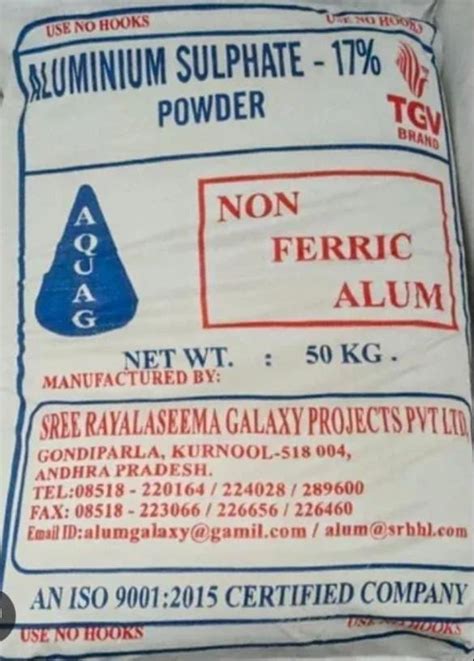 USE NO HOOKS
USE NO HOOKS
ALUMINIUM SULPHATE - 17%
POWDER
TGV
BRAND
AQUAG
NON
FERRIC
ALUM
NET WT. : 50 KG.
MANUFACTURED BY:
SREE RAYALASEEMA GALAXY PROJECTS PVT LTD.
GONDIPARLA, KURNOOL-518 004,
ANDHRA PRADESH.
TEL:08518 - 220164 / 224028 / 289600
FAX: 08518 - 223066 / 226656 / 226460
Email ID:alumgalaxy@gamil.com / alum@srhhl.com
AN ISO 9001:2015 CERTIFIED COMPANY
USE NO HOOKS
USE NO HOOKS